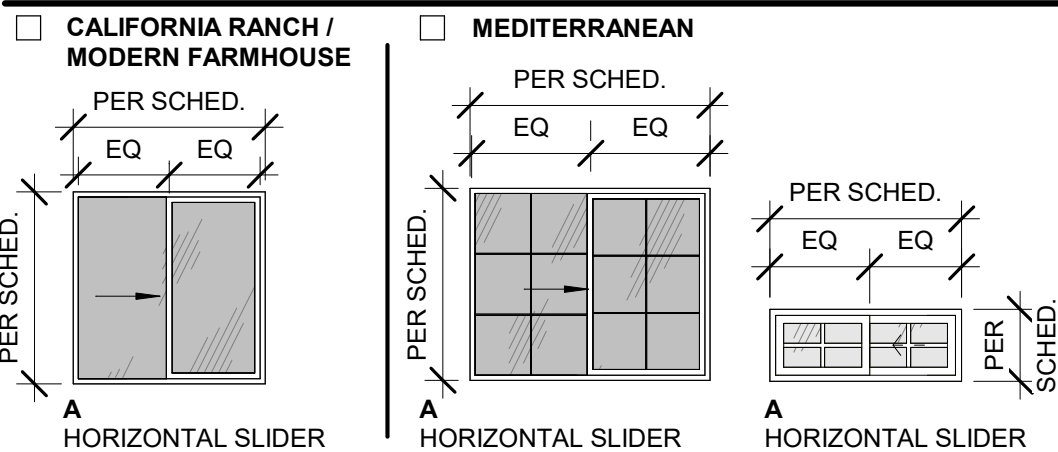 CALIFORNIA RANCH /
MODERN FARMHOUSE
PER SCHED.
EQ EQ
PER SCHED.
A
HORIZONTAL SLIDER
MEDITERRANEAN
PER SCHED.
EQ EQ
PER SCHED.
A
HORIZONTAL SLIDER
PER SCHED.
EQ EQ
PER
SCHED.
A
HORIZONTAL SLIDER